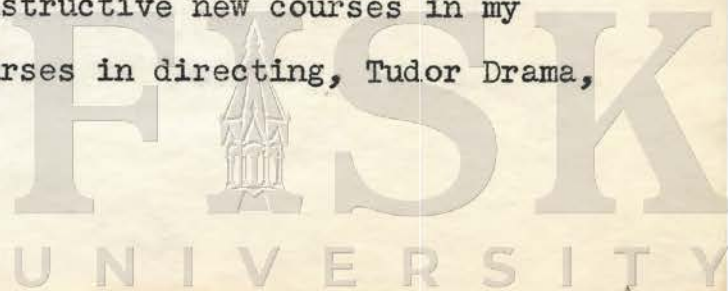 structive new courses in my
rses in directing, Tudor Drama,
FISK
UNIVERSITY